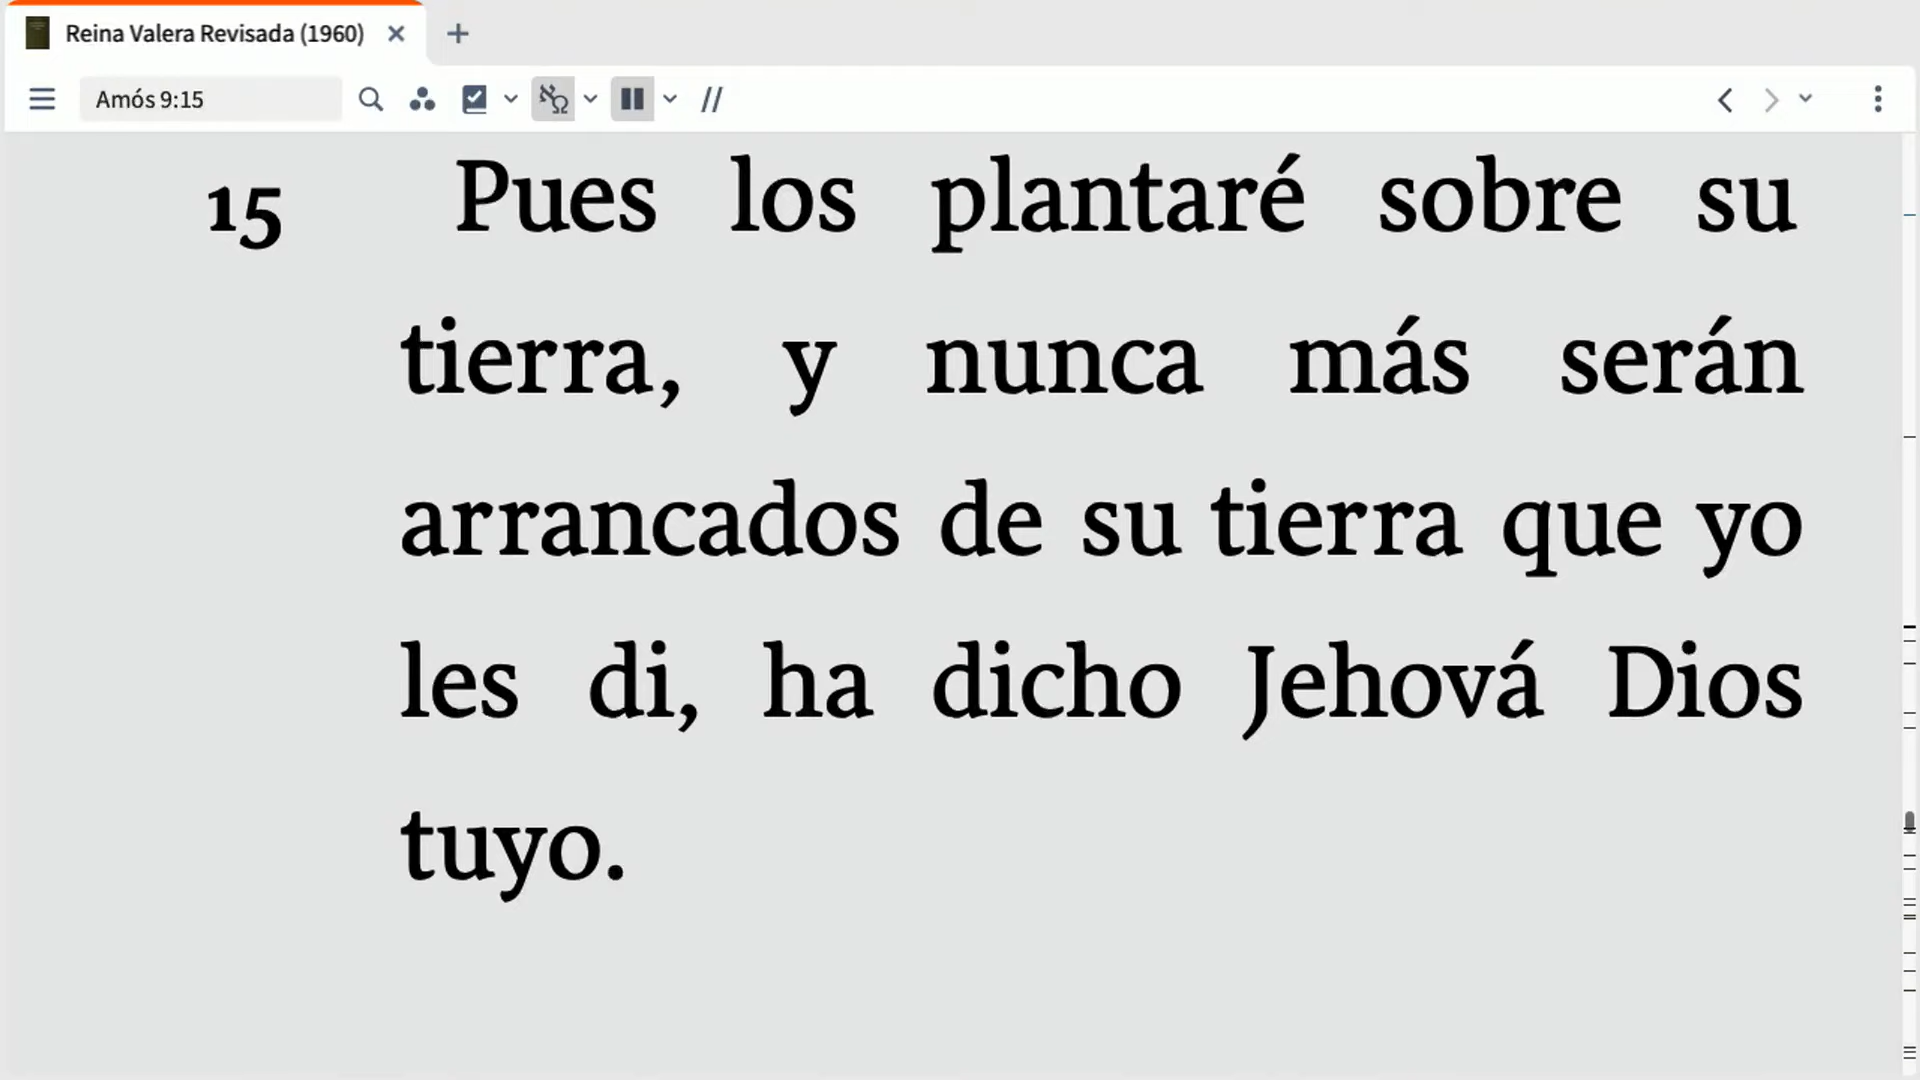 Reina Valera Revisada (1960)
Amós 9:15
15 Pues los plantaré sobre su
tierra, y nunca más serán
arrancados de su tierra que yo
les di, ha dicho Jehová Dios
tuyo.